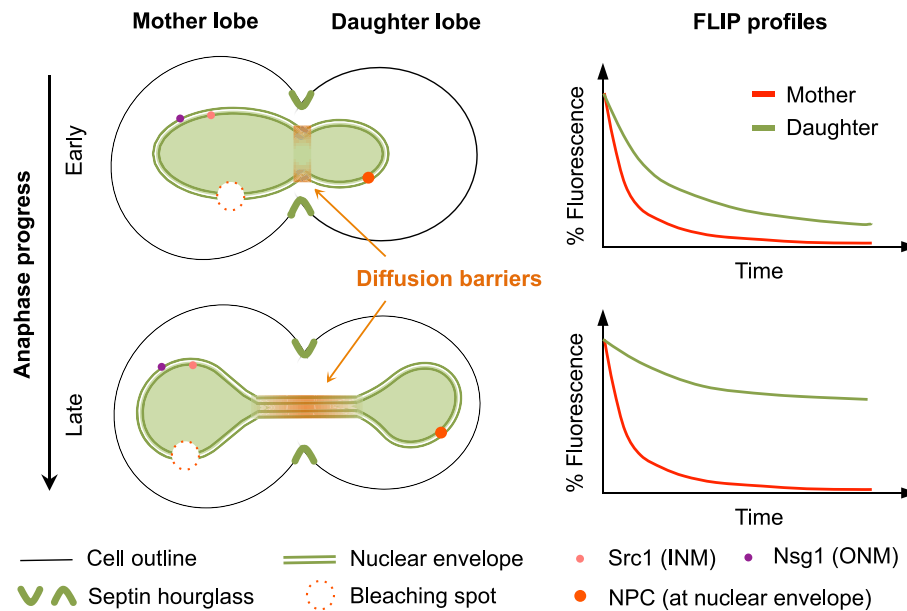 Mother lobe
Daughter lobe
FLIP profiles
Anaphase progress
Early
Late
Diffusion barriers
% Fluorescence
Time
Mother
Daughter
% Fluorescence
Time
Cell outline
Nuclear envelope
Src1 (INM)
Nsg1 (ONM)
Septin hourglass
Bleaching spot
NPC (at nuclear envelope)